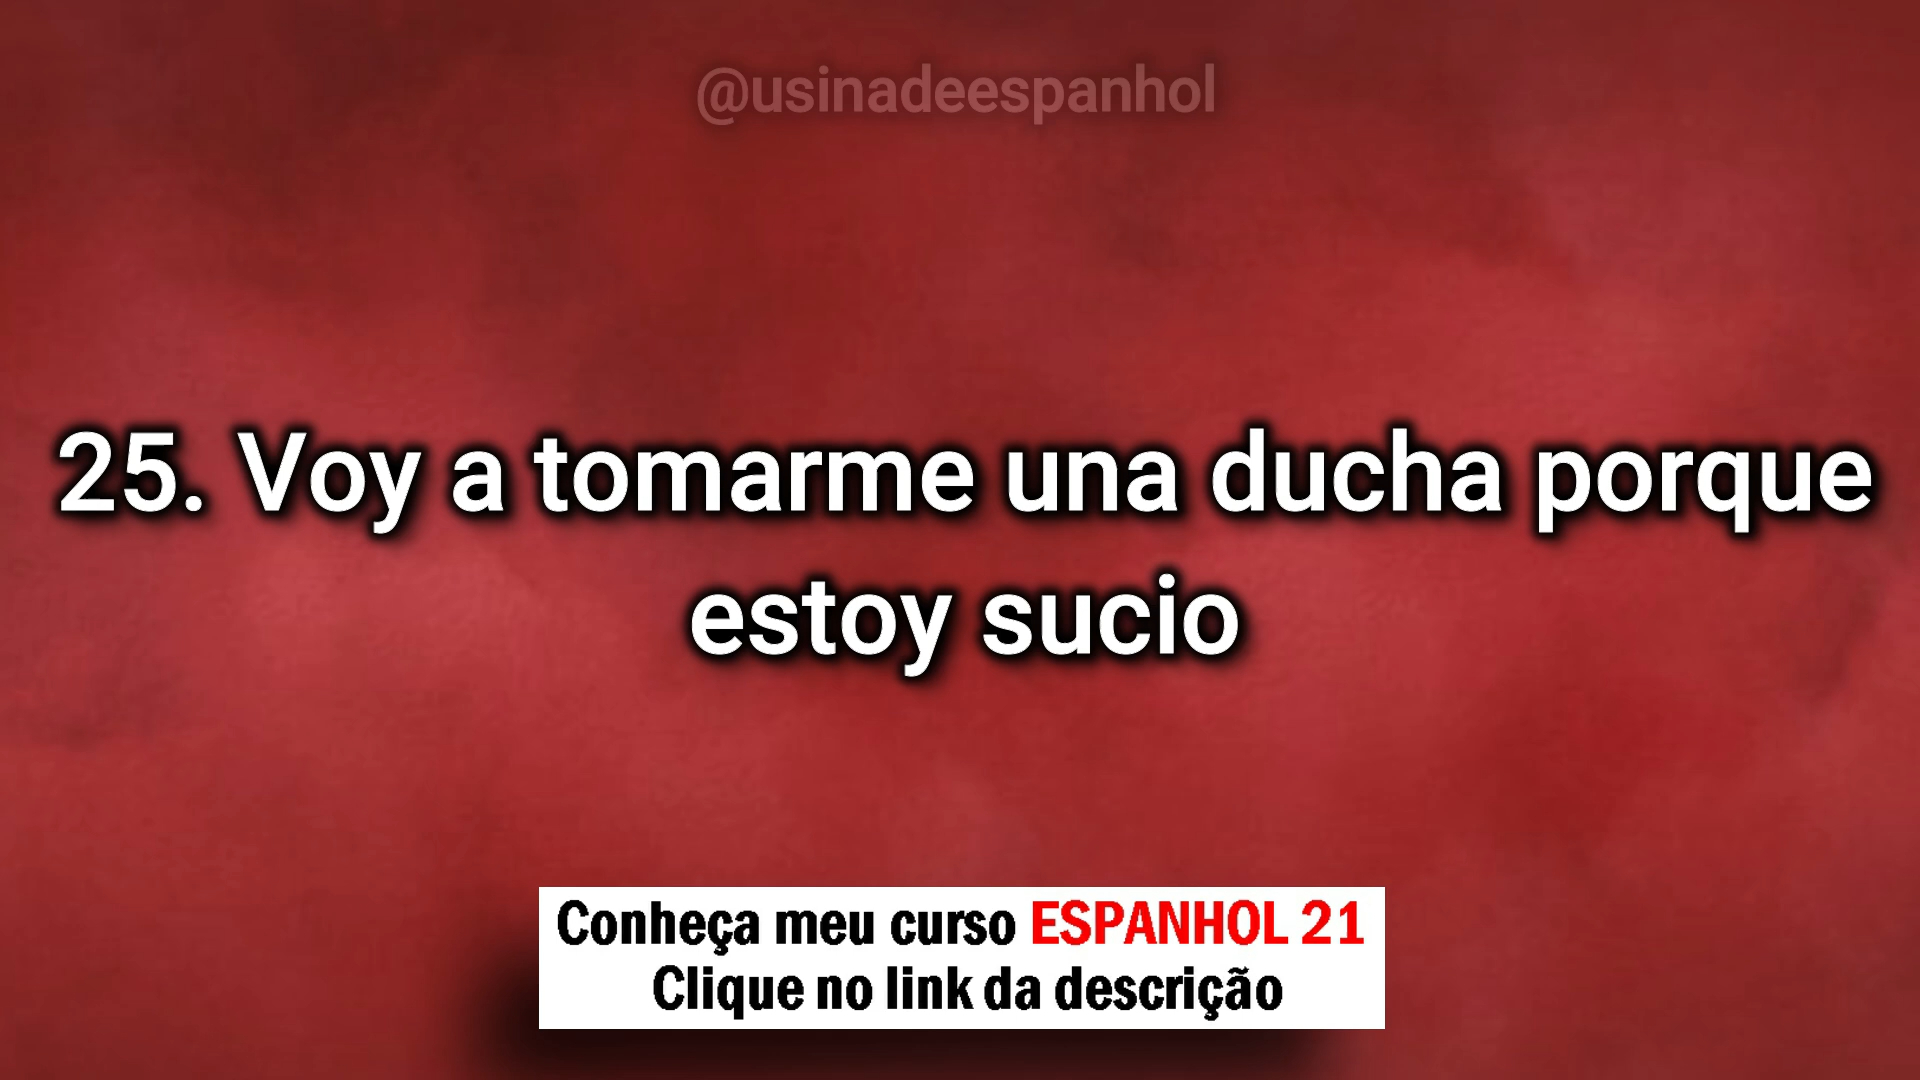 @usinadeespanhol
25. Voy a tomarme una ducha porque
estoy sucio
Conheça meu curso ESPANHOL 21
Clique no link da descrição